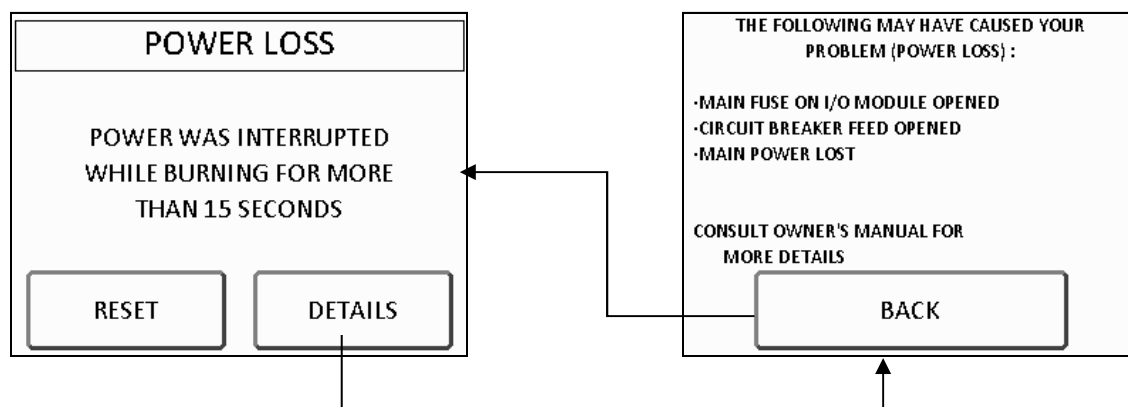 POWER LOSS
POWER WAS INTERRUPTED
WHILE BURNING FOR MORE
THAN 15 SECONDS
RESET
DETAILS
THE FOLLOWING MAY HAVE CAUSED YOUR
PROBLEM (POWER LOSS) :
·MAIN FUSE ON I/O MODULE OPENED
·CIRCUIT BREAKER FEED OPENED
·MAIN POWER LOST
CONSULT OWNER'S MANUAL FOR
MORE DETAILS
BACK